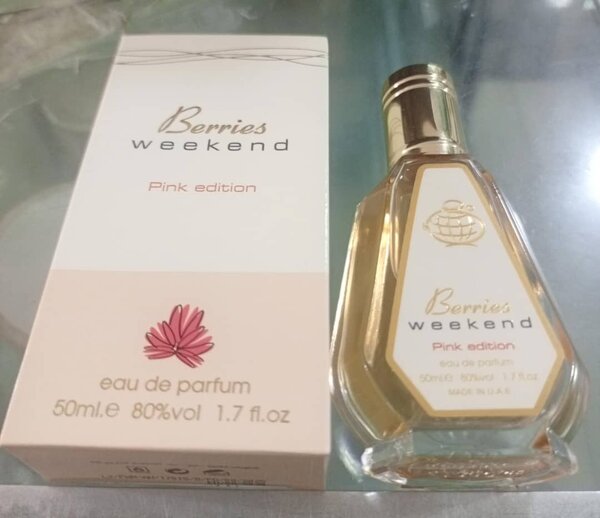 Berries
weekend
Pink edition
eau de parfum
50ml.e 80%vol 1.7 fl.oz
Berries
weekend
Pink edition
eau de parfum
50ml.e 80%vol 1.7 fl.oz
MADE IN U.A.E